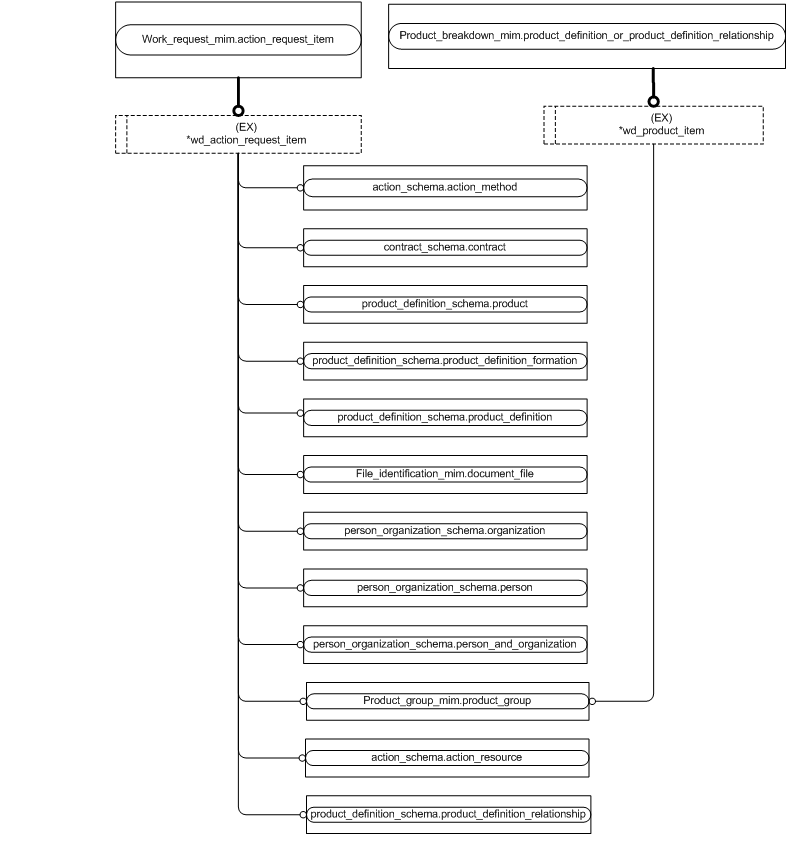 Work_request_mim.action_request_item
Product_breakdown_mim.product_definition_or_product_definition_relationship
(EX)
*wd_action_request_item
(EX)
*wd_product_item
action_schema.action_method
contract_schema.contract
product_definition_schema.product
product_definition_schema.product_definition_formation
product_definition_schema.product_definition
File_identification_mim.document_file
person_organization_schema.organization
person_organization_schema.person
person_organization_schema.person_and_organization
Product_group_mim.product_group
action_schema.action_resource
product_definition_schema.product_definition_relationship